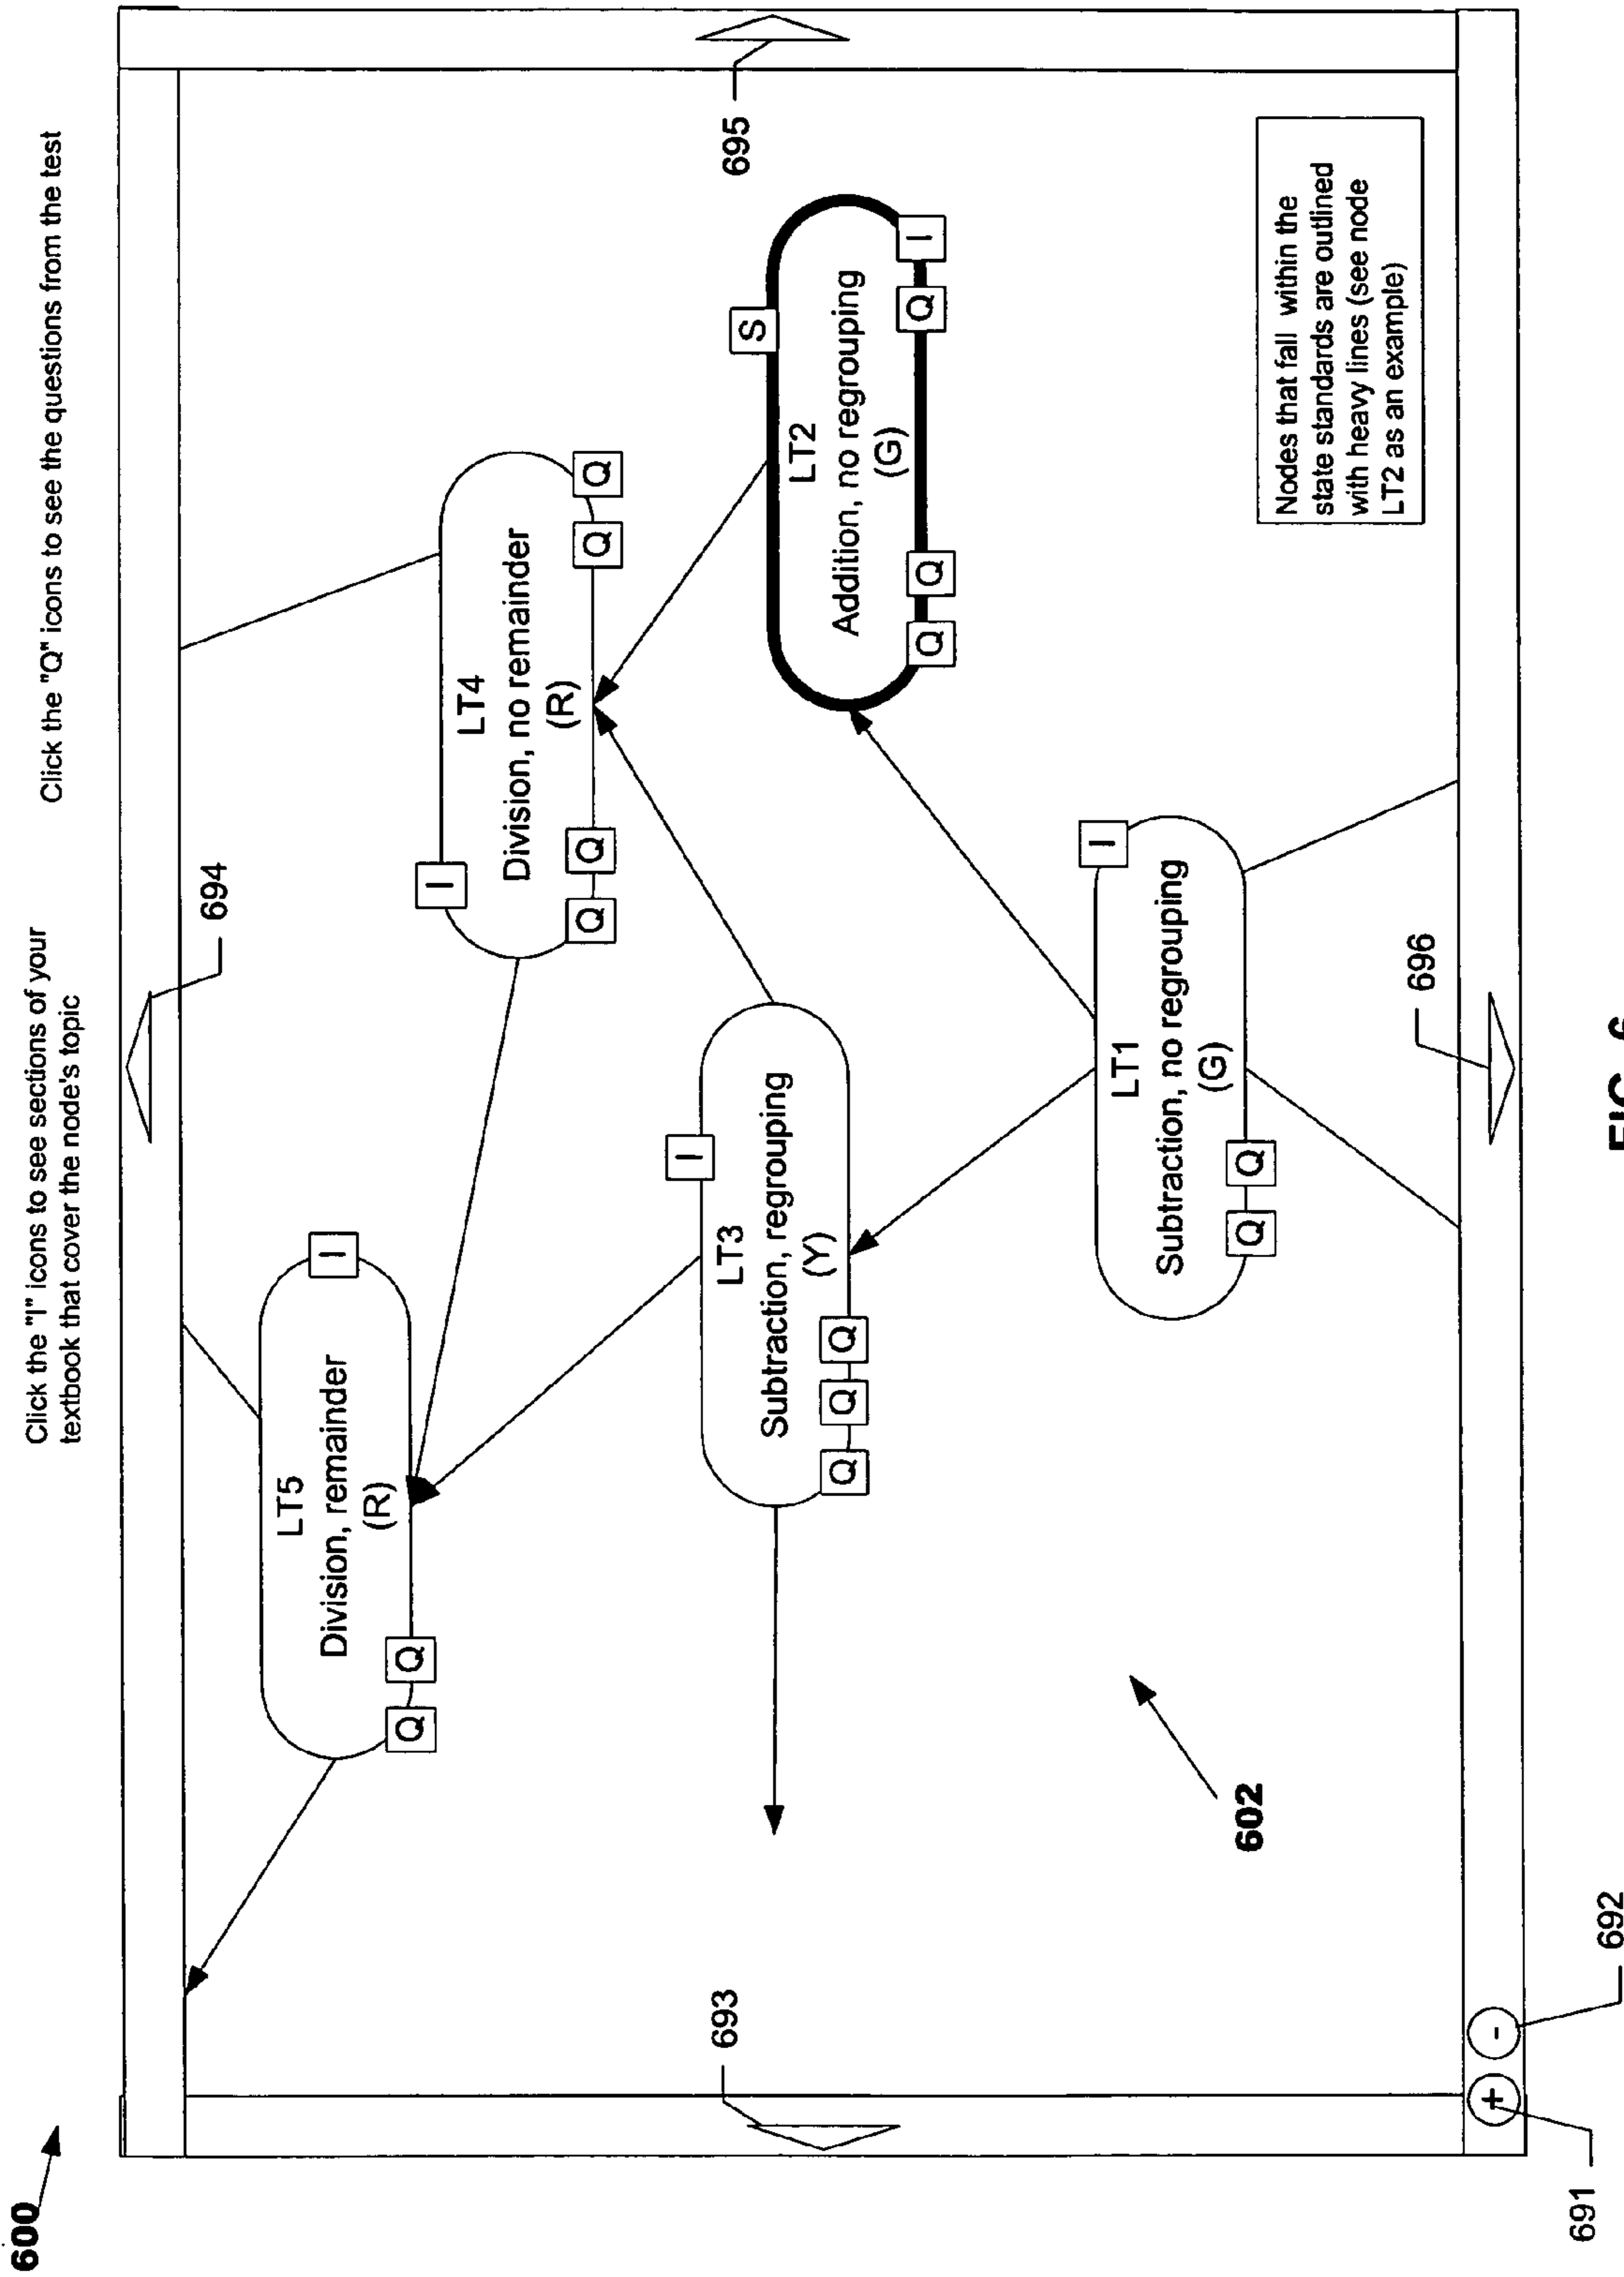 600
Click the "I" icons to see sections of your
textbook that cover the node's topic
Click the "Q" icons to see the questions from the test
694
LT5
Division, remainder
(R)
I
Q
Q
I
LT4
Division, no remainder
(R)
Q
Q
Q
Q
693
I
LT3
Subtraction, regrouping
(Y)
Q
Q
Q
S
LT2
Addition, no regrouping
(G)
Q
Q
Q
I
695
I
LT1
Subtraction, no regrouping
(G)
Q
Q
602
Nodes that fall within the
state standards are outlined
with heavy lines (see node
LT2 as an example)
696
+
-
691
692